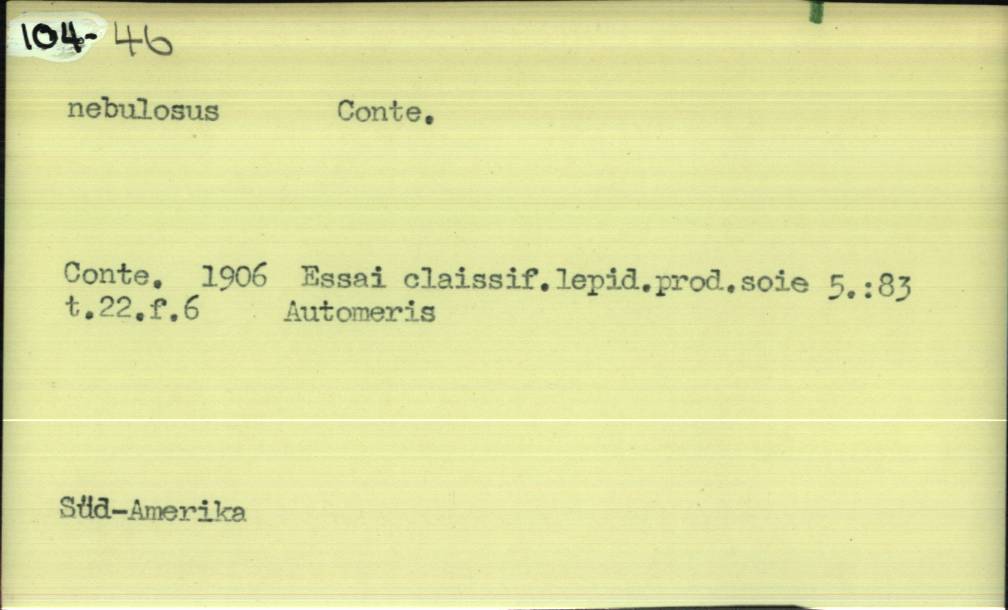 104-46
nebulosus Conte.
Conte. 1906 Essai claissif.lepid.prod.soie 5.:83
t.22.f.6 Automeris
Süd-Amerika